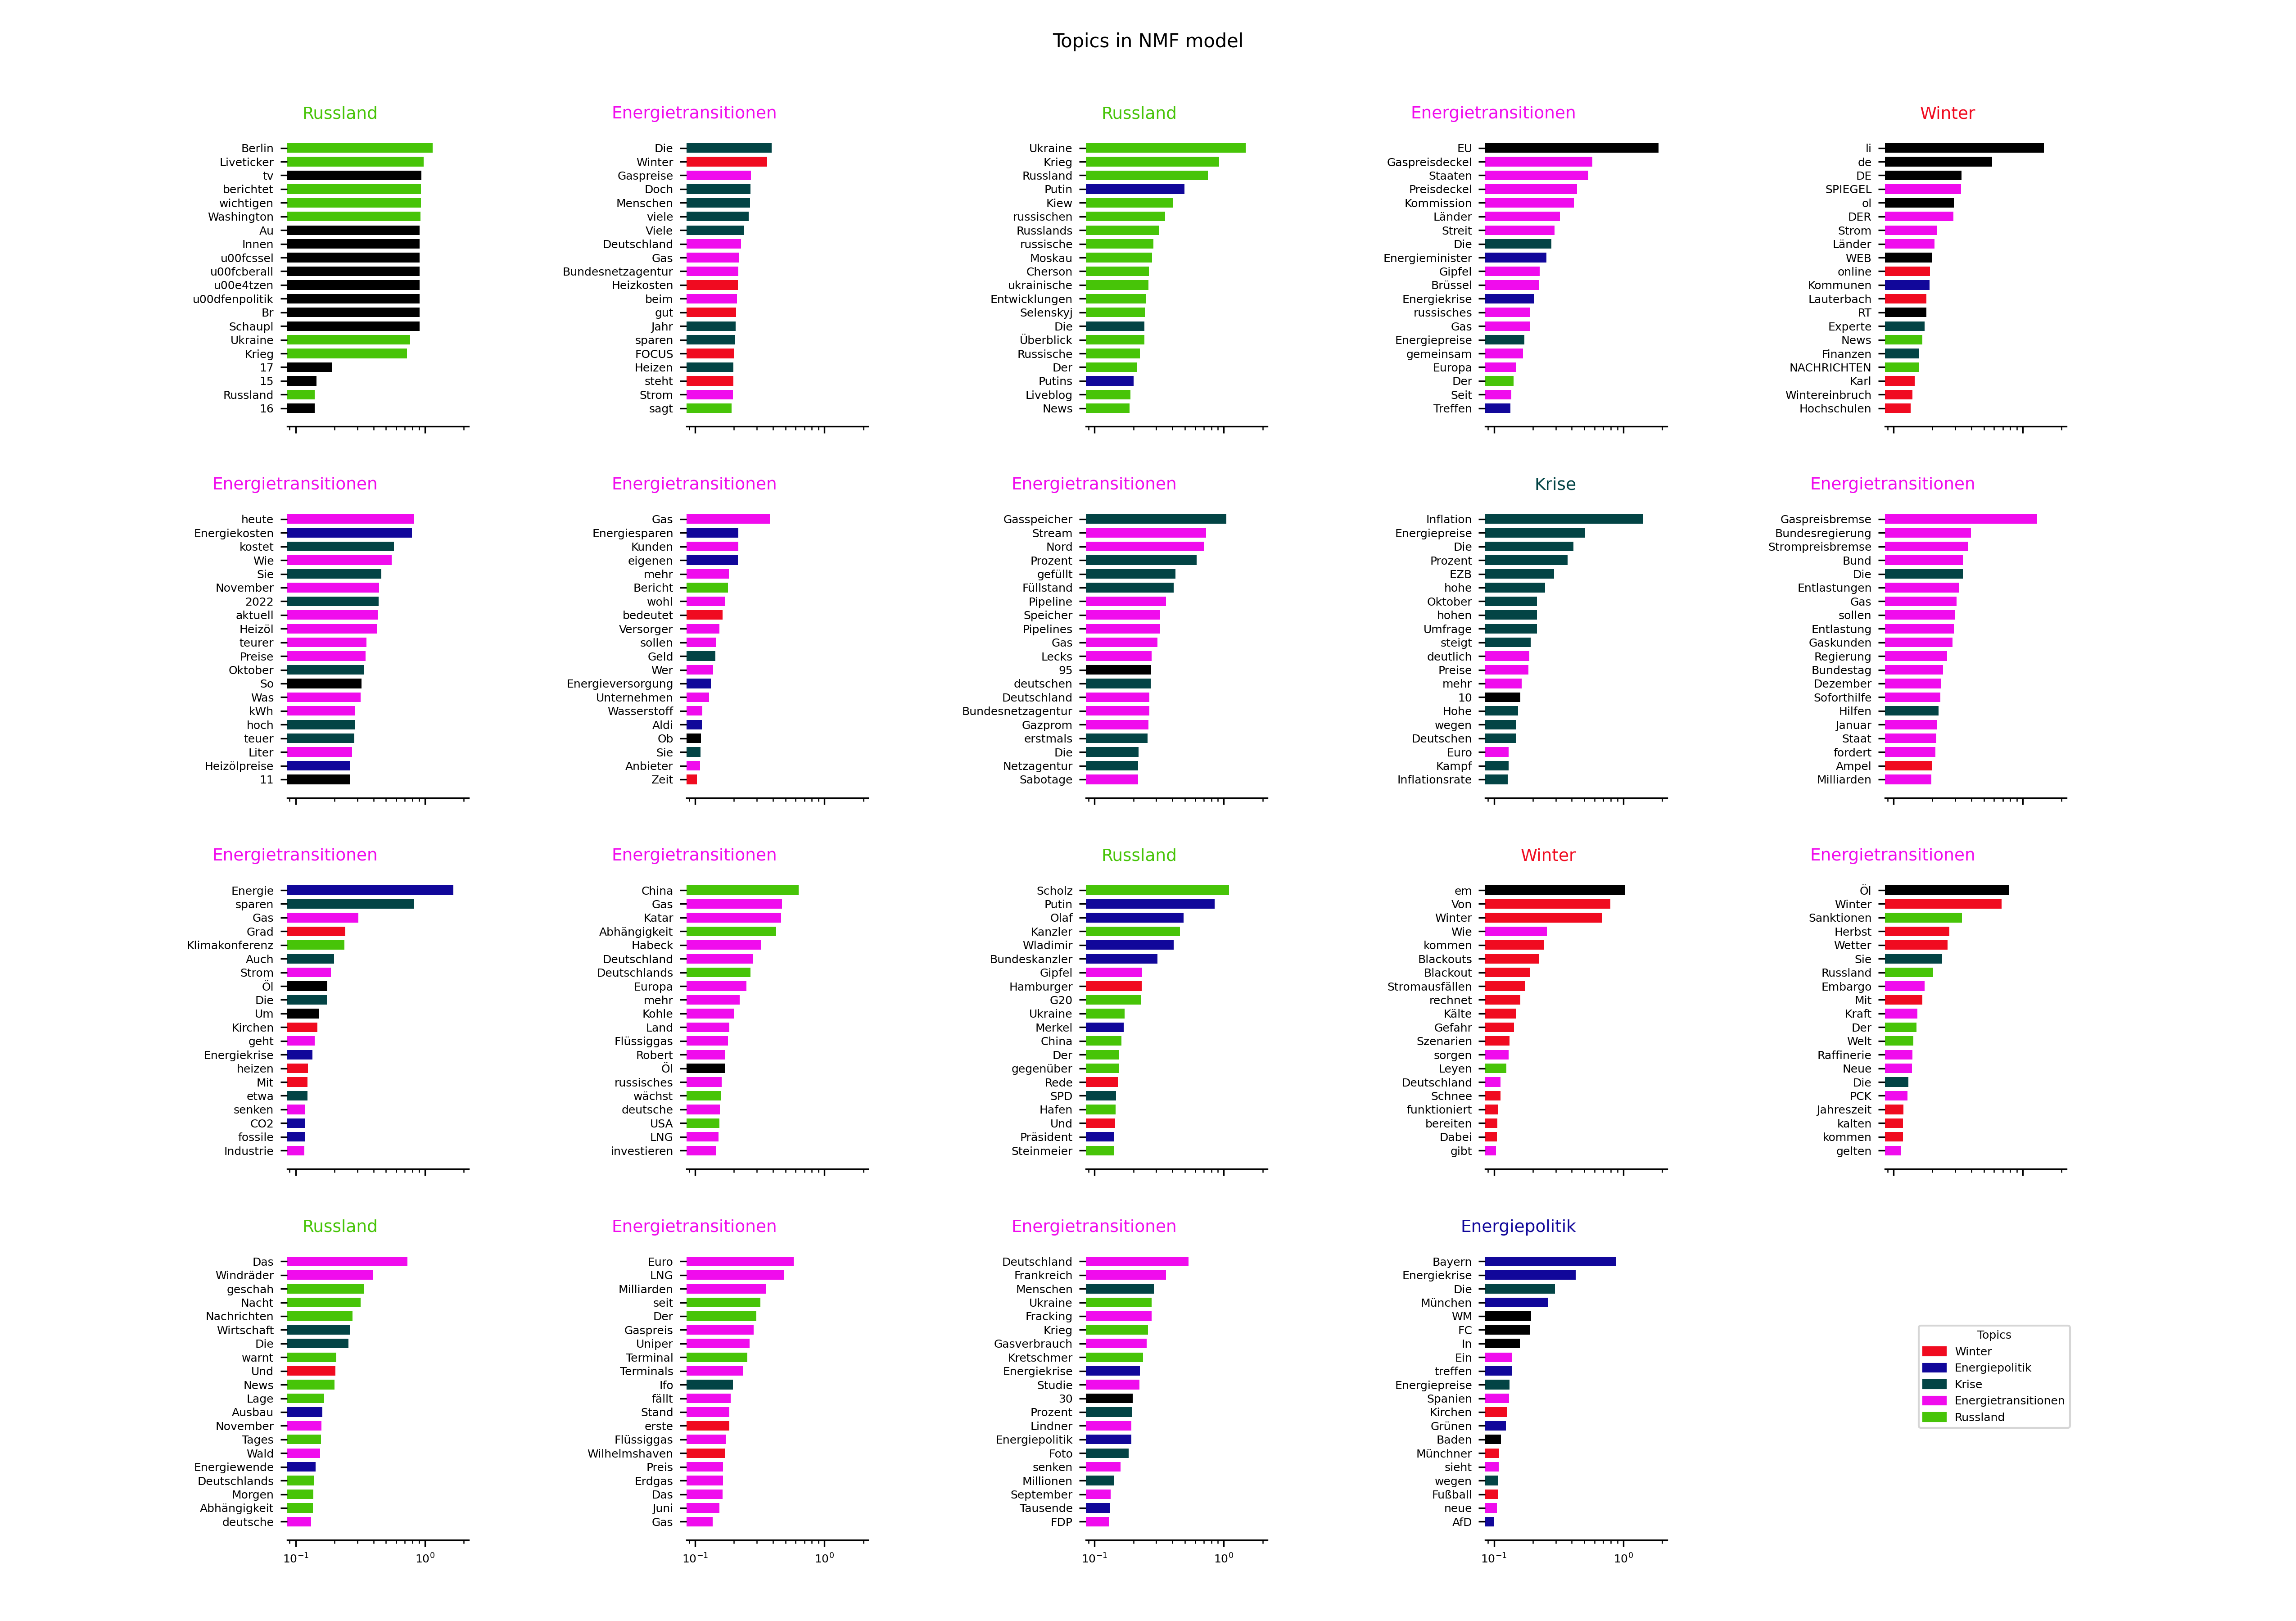 Topics in NMF model
Russland
Berlin
Liveticker
tv
berichtet
wichtigen
Washington
Au
Innen
u00fcssel
u00fcberall
u00e4tzen
u00dfenpolitik
Br
Schaupl
Ukraine
Krieg
17
15
Russland
16
Energietransitionen
Die
Winter
Gaspreise
Doch
Menschen
viele
Viele
Deutschland
Gas
Bundesnetzagentur
Heizkosten
beim
gut
Jahr
sparen
FOCUS
Heizen
steht
Strom
sagt
Russland
Ukraine
Krieg
Russland
Putin
Kiew
russischen
Russlands
russische
Moskau
Cherson
ukrainische
Entwicklungen
Selenskyj
Die
Überblick
Russische
Der
Putins
Liveblog
News
Energietransitionen
EU
Gaspreisdeckel
Staaten
Preisdeckel
Kommission
Länder
Streit
Die
Energieminister
Gipfel
Brüssel
Energiekrise
russisches
Gas
Energiepreise
gemeinsam
Europa
Der
Seit
Treffen
Winter
li
de
DE
SPIEGEL
ol
DER
Strom
Länder
WEB
online
Kommunen
Lauterbach
RT
Experte
News
Finanzen
NACHRICHTEN
Karl
Wintereinbruch
Hochschulen
Energietransitionen
heute
Energiekosten
kostet
Wie
Sie
November
2022
aktuell
Heizöl
teurer
Preise
Oktober
So
Was
kWh
hoch
teuer
Liter
Heizölpreise
11
Energietransitionen
Gas
Energiesparen
Kunden
eigenen
mehr
Bericht
wohl
bedeutet
Versorger
sollen
Geld
Wer
Energieversorgung
Unternehmen
Wasserstoff
Aldi
Ob
Sie
Anbieter
Zeit
Energietransitionen
Gasspeicher
Stream
Nord
Prozent
gefüllt
Füllstand
Pipeline
Speicher
Pipelines
Gas
Lecks
95
deutschen
Deutschland
Bundesnetzagentur
Gazprom
erstmals
Die
Netzagentur
Sabotage
Krise
Inflation
Energiepreise
Die
Prozent
EZB
hohe
Oktober
hohen
Umfrage
steigt
deutlich
Preise
mehr
10
Hohe
wegen
Deutschen
Euro
Kampf
Inflationsrate
Energietransitionen
Gaspreisbremse
Bundesregierung
Strompreisbremse
Bund
Die
Entlastungen
Gas
sollen
Entlastung
Gaskunden
Regierung
Bundestag
Dezember
Soforthilfe
Hilfen
Januar
Staat
fordert
Ampel
Milliarden
Energietransitionen
Energie
sparen
Gas
Grad
Klimakonferenz
Auch
Strom
Öl
Die
Um
Kirchen
geht
Energiekrise
heizen
Mit
etwa
senken
CO2
fossile
Industrie
Energietransitionen
China
Gas
Katar
Abhängigkeit
Habeck
Deutschland
Deutschlands
Europa
mehr
Kohle
Land
Flüssiggas
Robert
Öl
russisches
wächst
deutsche
USA
LNG
investieren
Russland
Scholz
Putin
Olaf
Kanzler
Wladimir
Bundeskanzler
Gipfel
Hamburger
G20
Ukraine
Merkel
China
Der
gegenüber
Rede
SPD
Hafen
Und
Präsident
Steinmeier
Winter
em
Von
Winter
Wie
kommen
Blackouts
Blackout
Stromausfällen
rechnet
Kälte
Gefahr
Szenarien
sorgen
Leyen
Deutschland
Schnee
funktioniert
bereiten
Dabei
gibt
Energietransitionen
Öl
Winter
Sanktionen
Herbst
Wetter
Sie
Russland
Embargo
Mit
Kraft
Der
Welt
Raffinerie
Neue
Die
PCK
Jahreszeit
kalten
kommen
gelten
Russland
Das
Windräder
geschah
Nacht
Nachrichten
Wirtschaft
Die
warnt
Und
News
Lage
Ausbau
November
Tages
Wald
Energiewende
Deutschlands
Morgen
Abhängigkeit
deutsche
10⁻¹ 10⁰
Energietransitionen
Euro
LNG
Milliarden
seit
Der
Gaspreis
Uniper
Terminal
Terminals
Ifo
fällt
Stand
erste
Flüssiggas
Wilhelmshaven
Preis
Erdgas
Das
Juni
Gas
10⁻¹ 10⁰
Energietransitionen
Deutschland
Frankreich
Menschen
Ukraine
Fracking
Krieg
Gasverbrauch
Kretschmer
Energiekrise
Studie
30
Prozent
Lindner
Energiepolitik
Foto
senken
Millionen
September
Tausende
FDP
10⁻¹ 10⁰
Energiepolitik
Bayern
Energiekrise
Die
München
WM
FC
In
Ein
treffen
Energiepreise
Spanien
Kirchen
Grünen
Baden
Münchner
sieht
wegen
Fußball
neue
AfD
10⁻¹ 10⁰
Topics
Winter
Energiepolitik
Krise
Energietransitionen
Russland